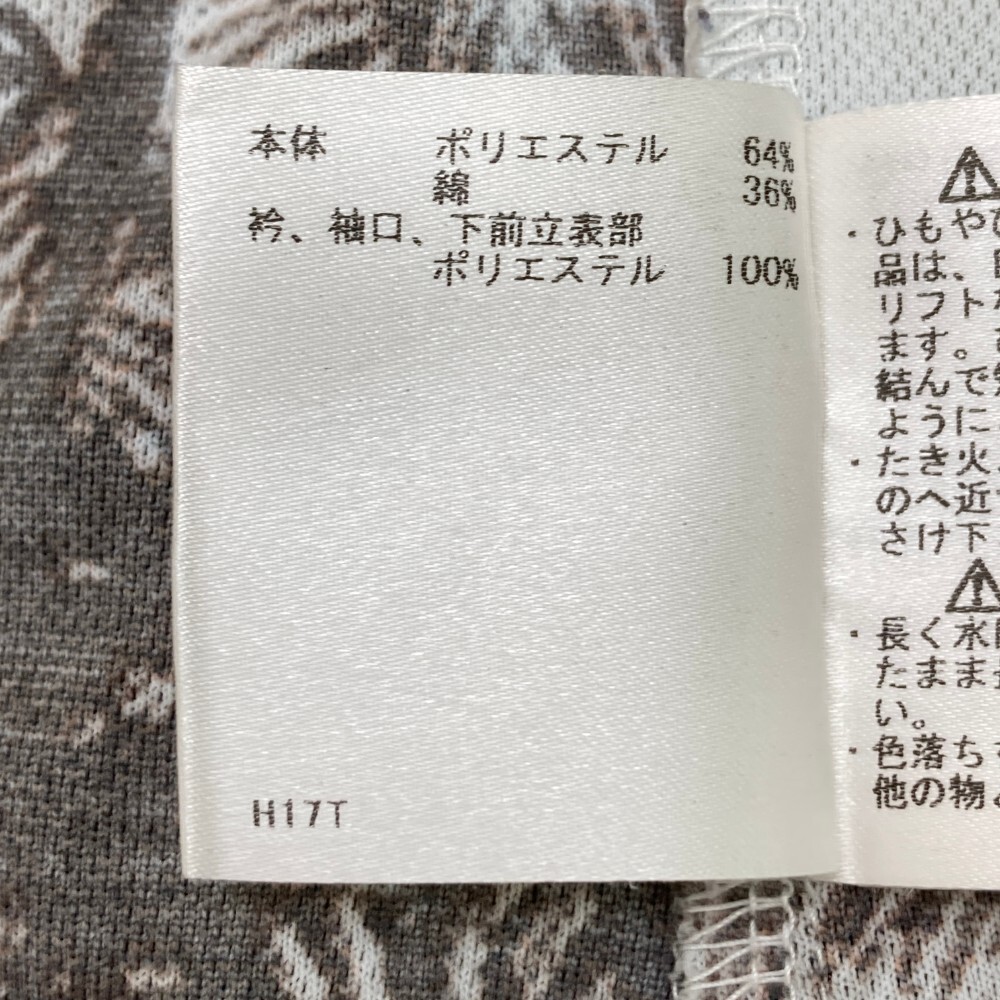 本体 ポリエステル 64%
綿 36%
衿、袖口、下前立表部
ポリエステル 100%
H17T
・ひもや
品は、
リフト
ます。
結んで
ように
・たき火
のへ近
さけ下
・長く水
たまま
い。
・色落ち
他の物